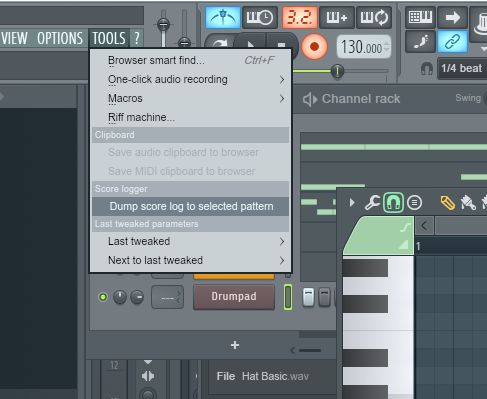 VIEW OPTIONS TOOLS ?
3.2.
130.000
1/4 beat
Browser smart find... Ctrl+F
One-click audio recording
Macros
Riff machine...
Clipboard
Save audio clipboard to browser
Save MIDI clipboard to browser
Score logger
Dump score log to selected pattern
Last tweaked parameters
Last tweaked
Next to last tweaked
Channel rack Swing
1
--- Drumpad
+
12
File Hat Basic.wav